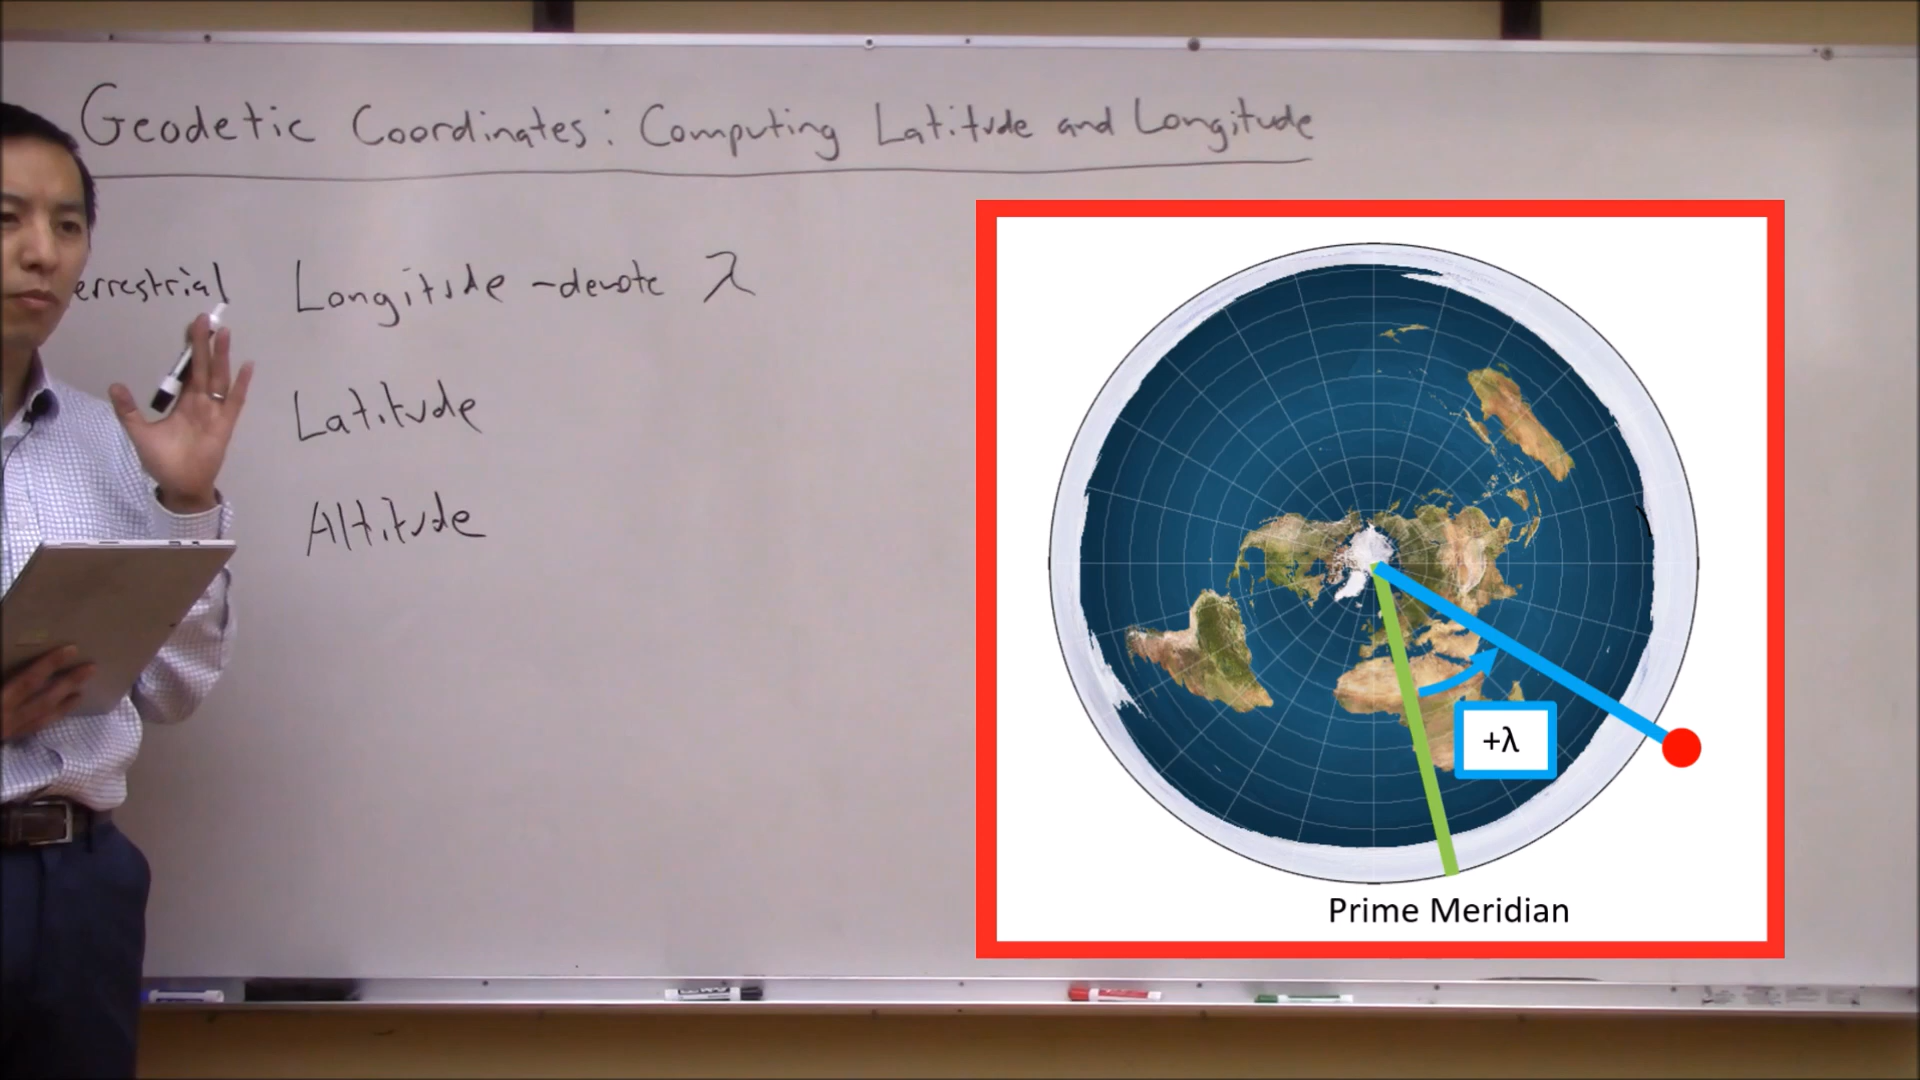 Geodetic Coordinates: Computing Latitude and Longitude
errestrial Longitude - denote λ
Latitude
Altitude
+λ
Prime Meridian